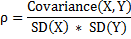 ρ = Covariance(X,Y) / SD(X) * SD(Y)